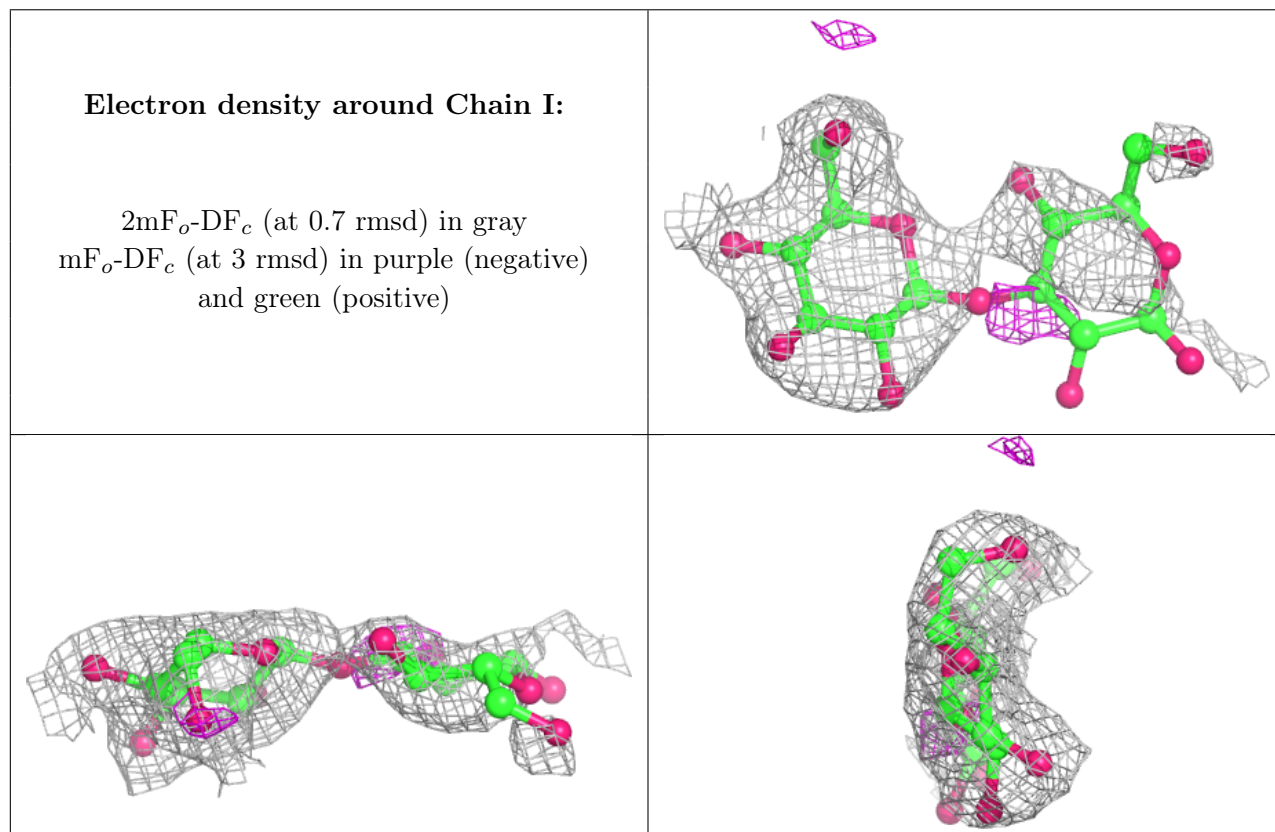 Electron density around Chain I:
2mFₒ-DF𝒸 (at 0.7 rmsd) in gray
mFₒ-DF𝒸 (at 3 rmsd) in purple (negative)
and green (positive)